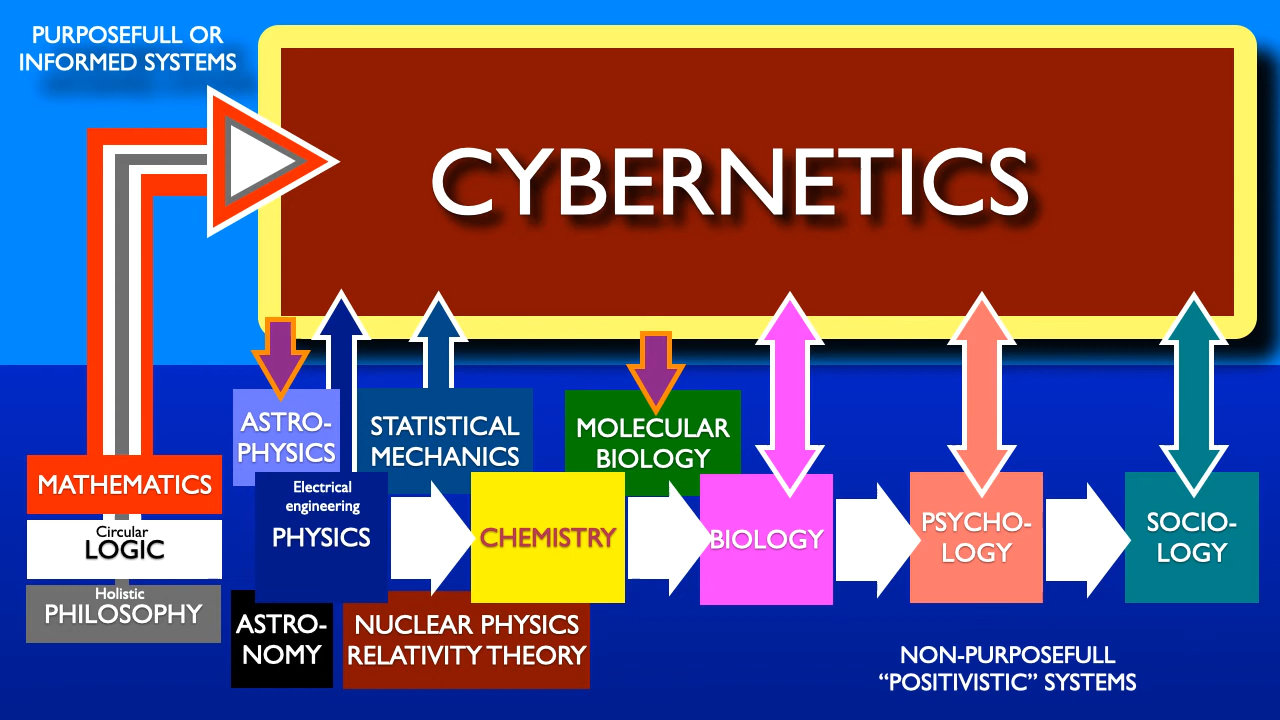 PURPOSEFULL OR
INFORMED SYSTEMS
CYBERNETICS
ASTRO-
PHYSICS
STATISTICAL
MECHANICS
MOLECULAR
BIOLOGY
MATHEMATICS
Circular
LOGIC
Holistic
PHILOSOPHY
Electrical
engineering
PHYSICS
CHEMISTRY
BIOLOGY
PSYCHO-
LOGY
SOCIO-
LOGY
ASTRO-
NOMY
NUCLEAR PHYSICS
RELATIVITY THEORY
NON-PURPOSEFULL
“POSITIVISTIC” SYSTEMS